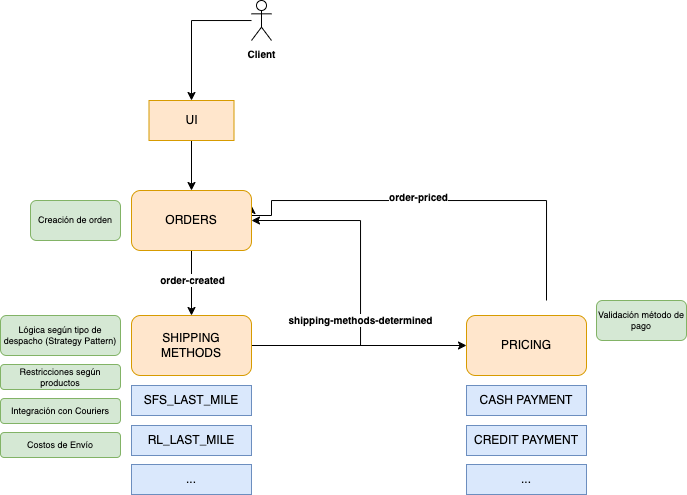 Client
UI
order-priced
Creación de orden
ORDERS
order-created
Lógica según tipo de
despacho (Strategy Pattern)
SHIPPING
METHODS
shipping-methods-determined
PRICING
Validación método de
pago
Restricciones según
productos
SFS_LAST_MILE
CASH PAYMENT
Integración con Couriers
Costos de Envío
RL_LAST_MILE
CREDIT PAYMENT
...
...